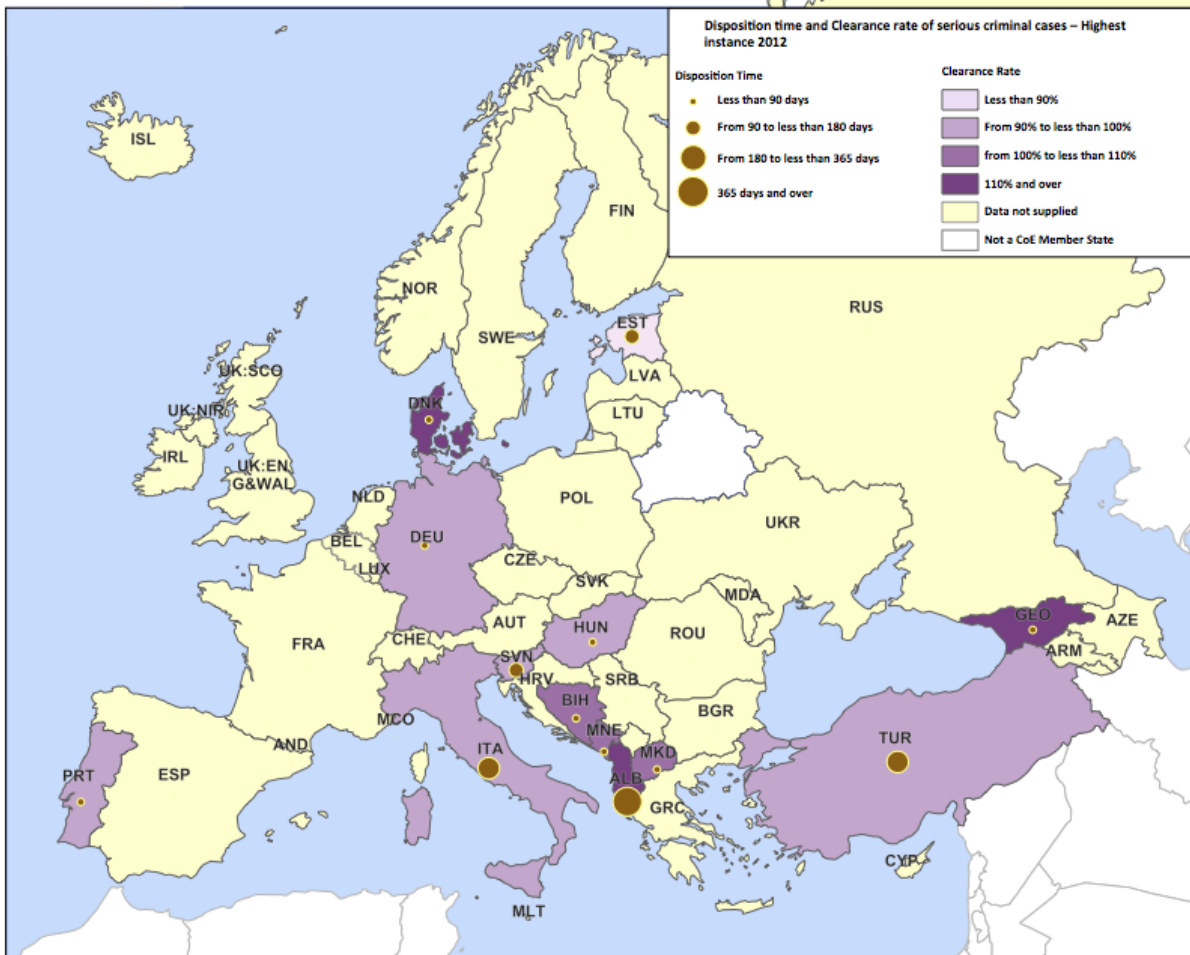 Disposition time and Clearance rate of serious criminal cases – Highest
instance 2012
Disposition Time
Less than 90 days
From 90 to less than 180 days
From 180 to less than 365 days
365 days and over
Clearance Rate
Less than 90%
From 90% to less than 100%
from 100% to less than 110%
110% and over
Data not supplied
Not a CoE Member State
ISL
FIN
NOR
RUS
SWE
EST
UK:SCO
LVA
DNK
UK:NIR
LTU
IRL
UK:EN
G&WAL
NLD
POL
UKR
BEL
DEU
LUX
CZE
SVK
MDA
AUT
HUN
ROU
FRA
CHE
GEO
AZE
SVN
ARM
HRV
SRB
BIH
BGR
MCO
MNE
ITA
MKD
TUR
AND
PRT
ESP
ALB
GRC
CYP
MLT